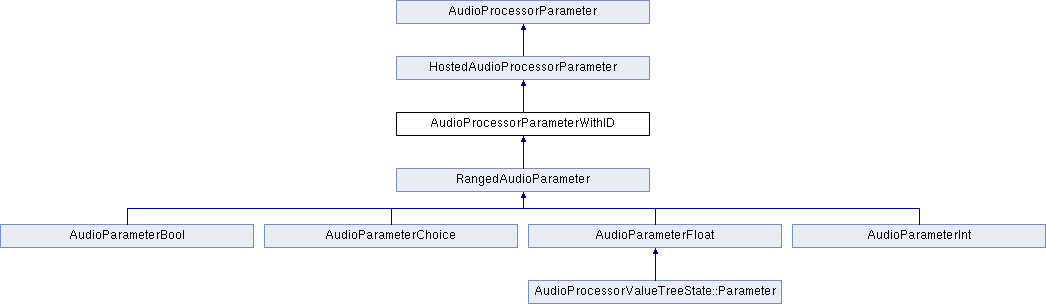 AudioProcessorParameter
HostedAudioProcessorParameter
AudioProcessorParameterWithID
RangedAudioParameter
AudioParameterBool AudioParameterChoice AudioParameterFloat AudioParameterInt
AudioProcessorValueTreeState::Parameter